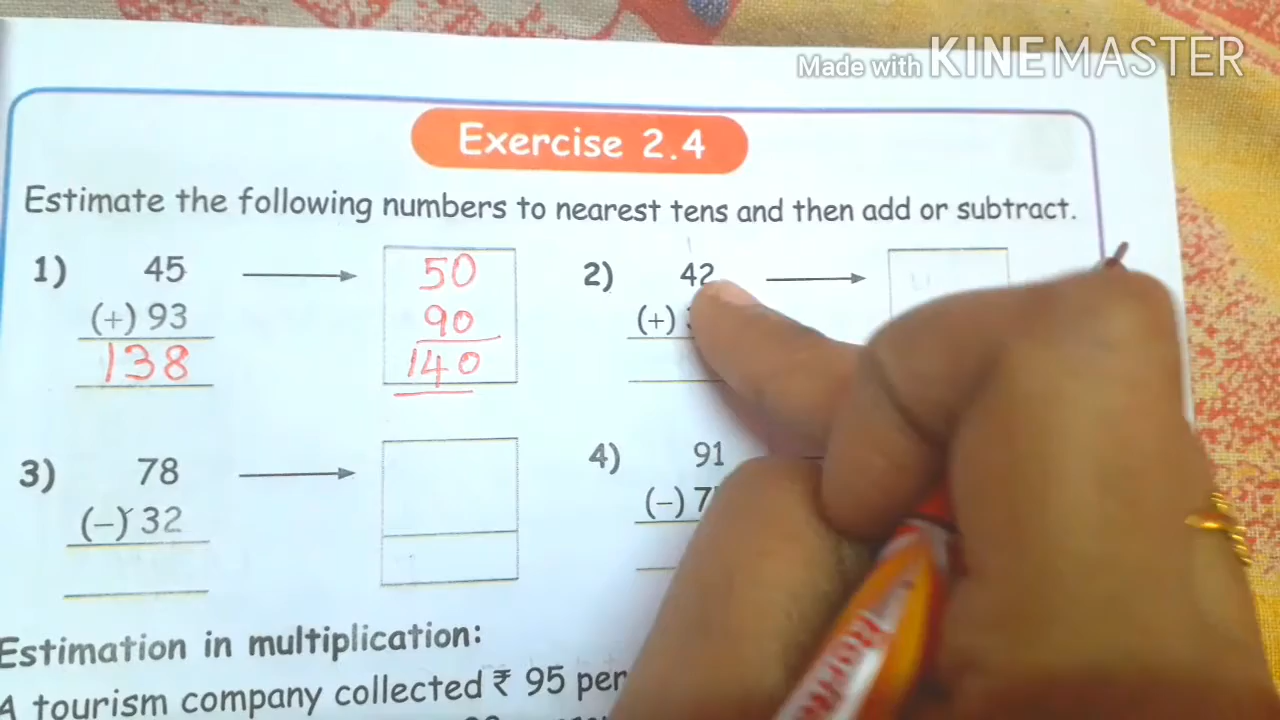 Made with KINEMASTER
Exercise 2.4
Estimate the following numbers to nearest tens and then add or subtract.
1) 45 50 2) 42
(+) 93 90 (+)
138 140
3) 78 4) 91
(–) 32 (–) 7
Estimation in multiplication:
A tourism company collected ₹ 95 per